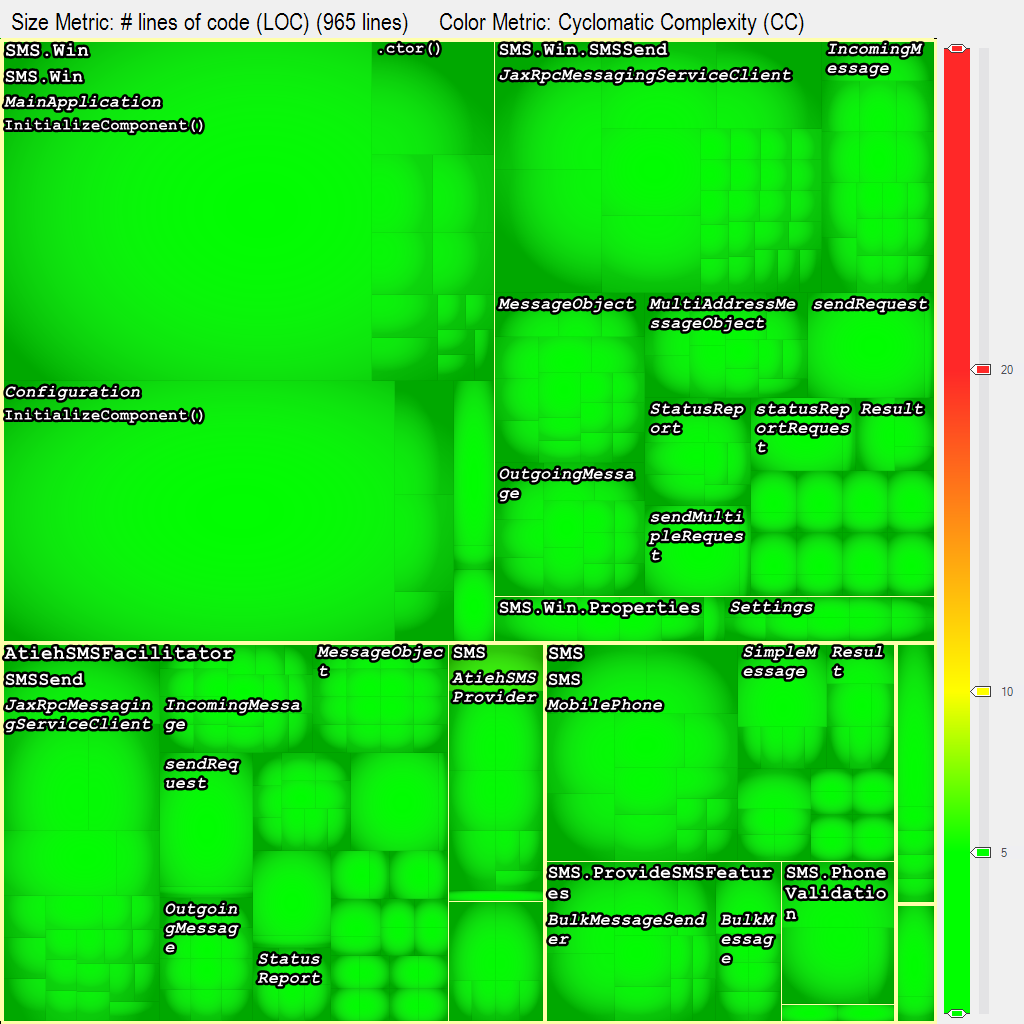 Size Metric: # lines of code (LOC) (965 lines)
Color Metric: Cyclomatic Complexity (CC)
SMS.Win
SMS.Win
MainApplication
InitializeComponent()
.ctor()
Configuration
InitializeComponent()
SMS.Win.SMSSend
JaxRpcMessagingServiceClient
IncomingM
essage
MessageObject
MultiAddressMe
ssageObject
sendRequest
StatusRep
ort
statusRep
ortReques
t
Result
OutgoingMessa
ge
sendMulti
pleReques
t
SMS.Win.Properties
Settings
AtiehSMSFacilitator
SMSSend
JaxRpcMessagin
gServiceClient
IncomingMessa
ge
MessageObjec
t
sendReq
uest
Outgoin
gMessag
e
Status
Report
SMS
AtiehSMS
Provider
SMS
SMS
MobilePhone
SimpleM
essage
Resul
t
SMS.ProvideSMSFeatur
es
BulkMessageSend
er
BulkM
essag
e
SMS.Phone
Validatio
n
20
10
5